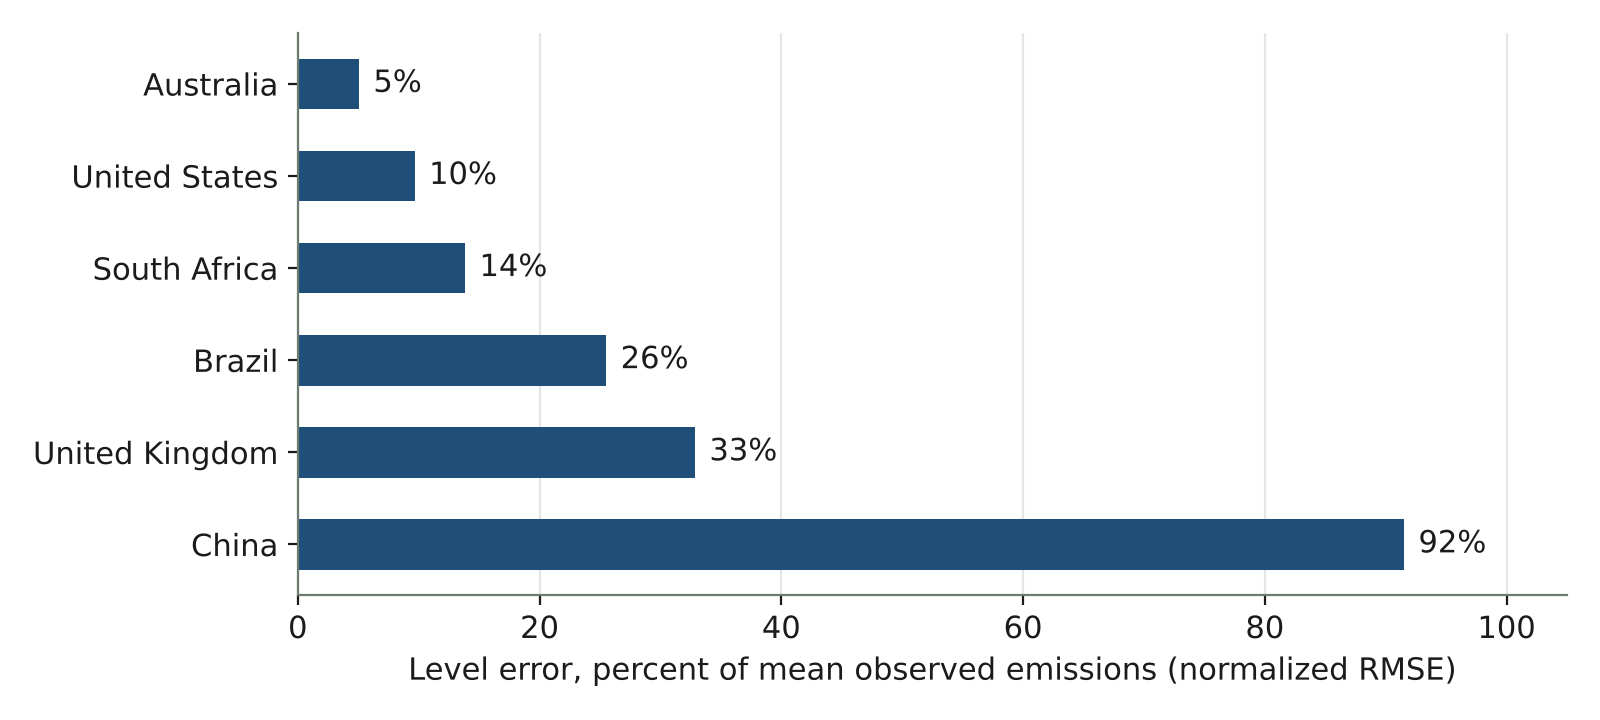 Australia 5%
United States 10%
South Africa 14%
Brazil 26%
United Kingdom 33%
China 92%
0 20 40 60 80 100
Level error, percent of mean observed emissions (normalized RMSE)